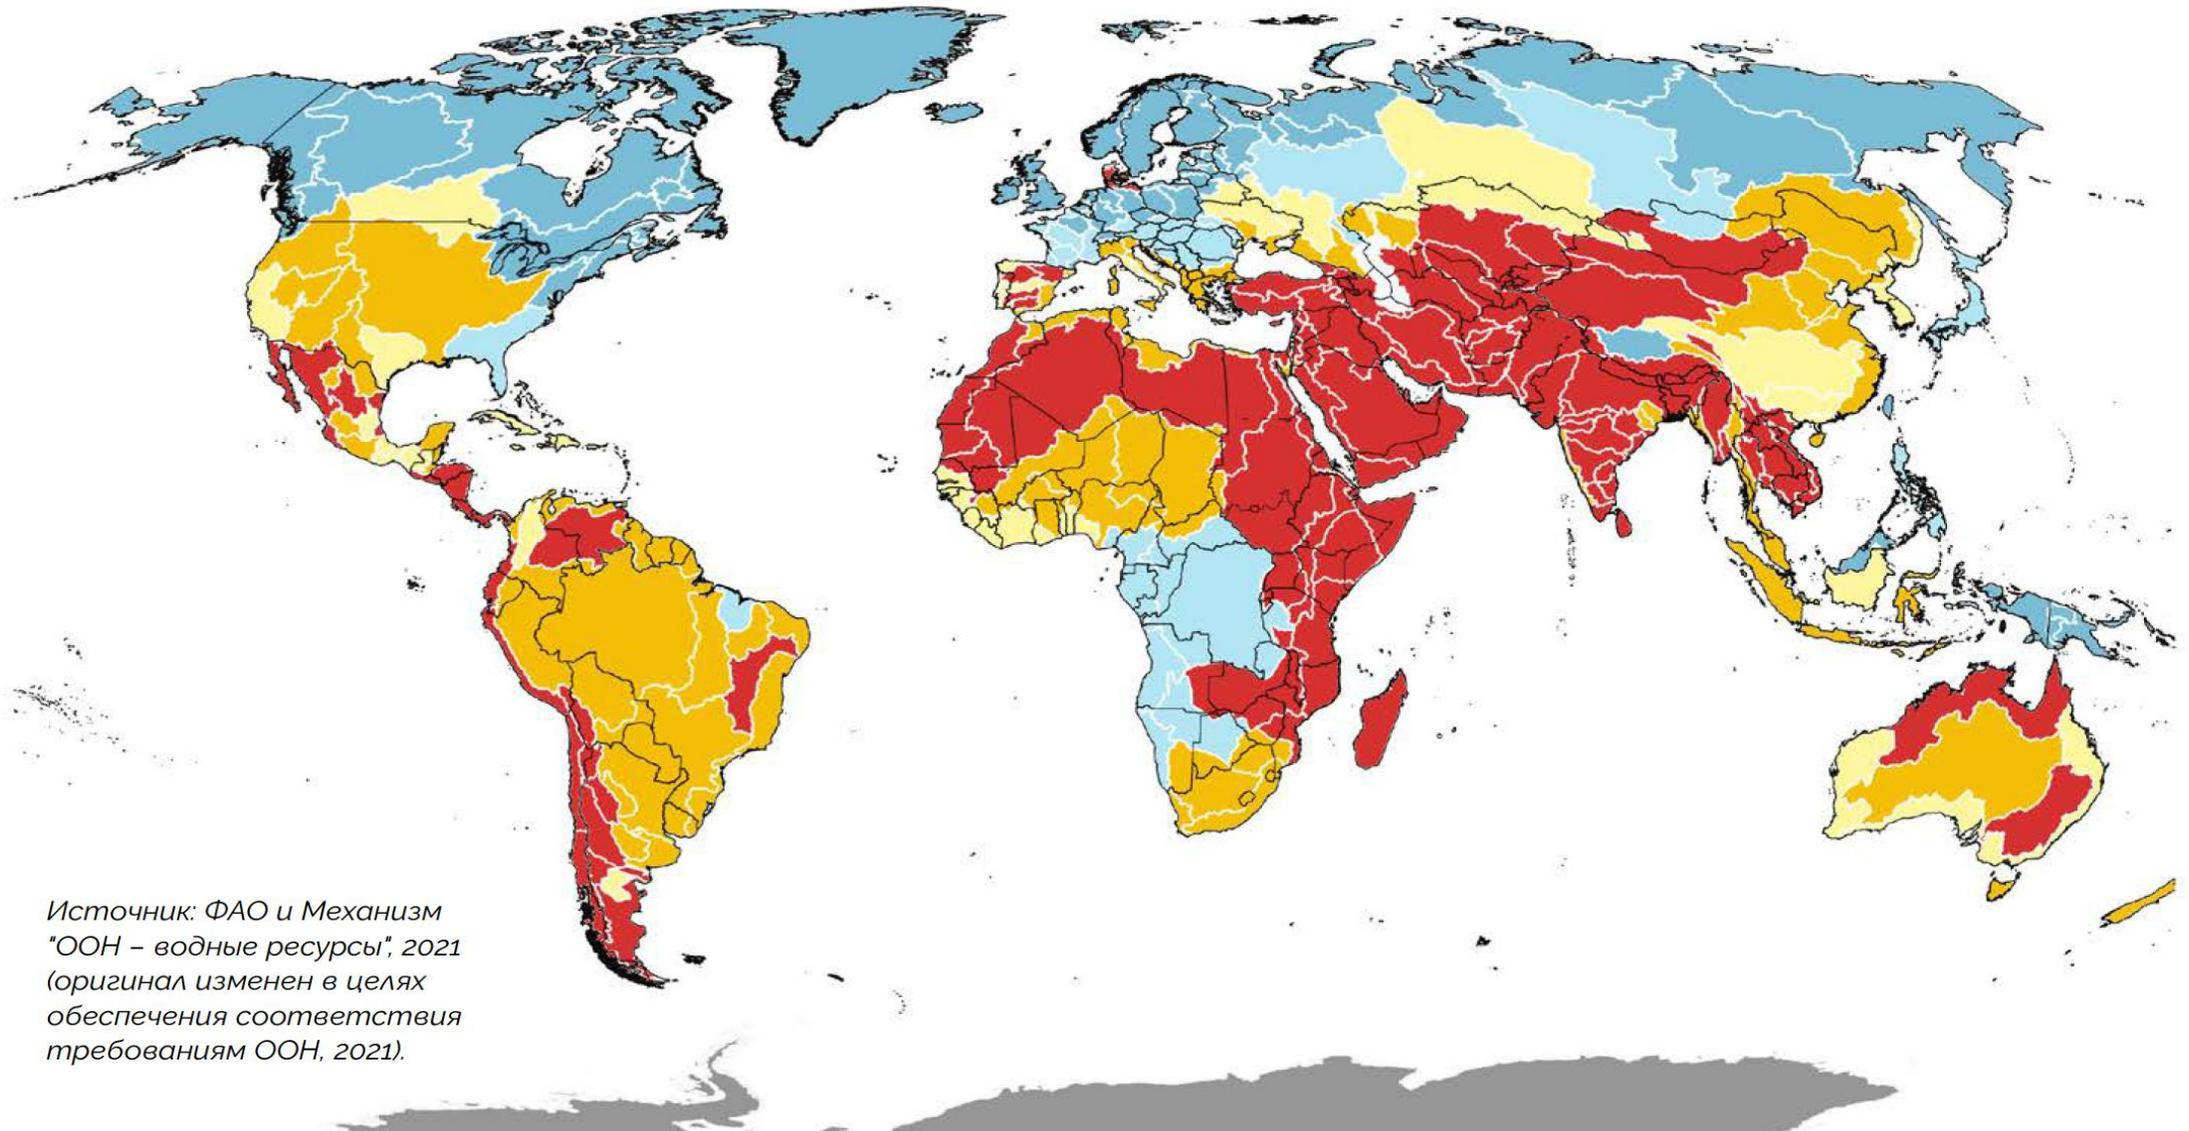 Источник: ФАО и Механизм
"ООН – водные ресурсы", 2021
(оригинал изменен в целях
обеспечения соответствия
требованиям ООН, 2021).